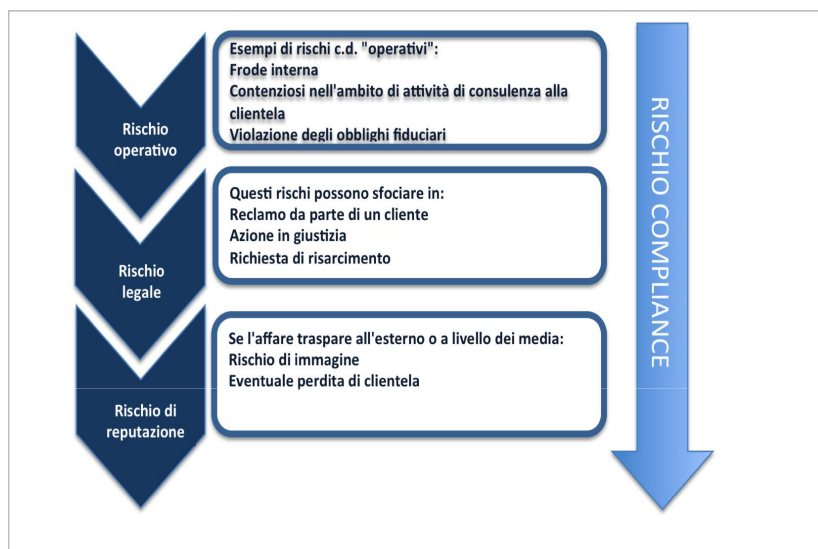 Rischio
operativo
Esempi di rischi c.d. "operativi":
Frode interna
Contenziosi nell'ambito di attività di consulenza alla
clientela
Violazione degli obblighi fiduciari
Rischio
legale
Questi rischi possono sfociare in:
Reclamo da parte di un cliente
Azione in giustizia
Richiesta di risarcimento
Rischio di
reputazione
Se l'affare traspare all'esterno o a livello dei media:
Rischio di immagine
Eventuale perdita di clientela
RISCHIO COMPLIANCE